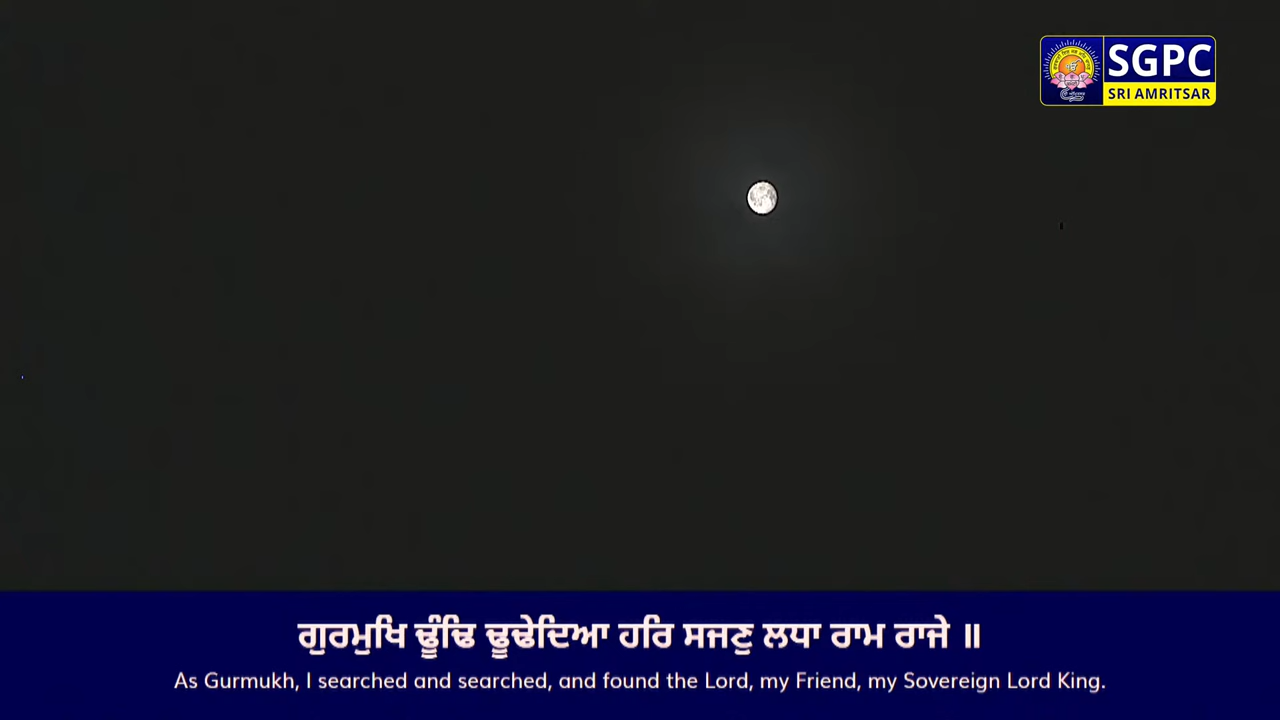 SGPC
SRI AMRITSAR
ਗੁਰਮੁਖਿ ਢੂੰਢਿ ਢੂਢੇਦਿਆ ਹਰਿ ਸਜਣੁ ਲਧਾ ਰਾਮ ਰਾਜੇ ॥
As Gurmukh, I searched and searched, and found the Lord, my Friend, my Sovereign Lord King.